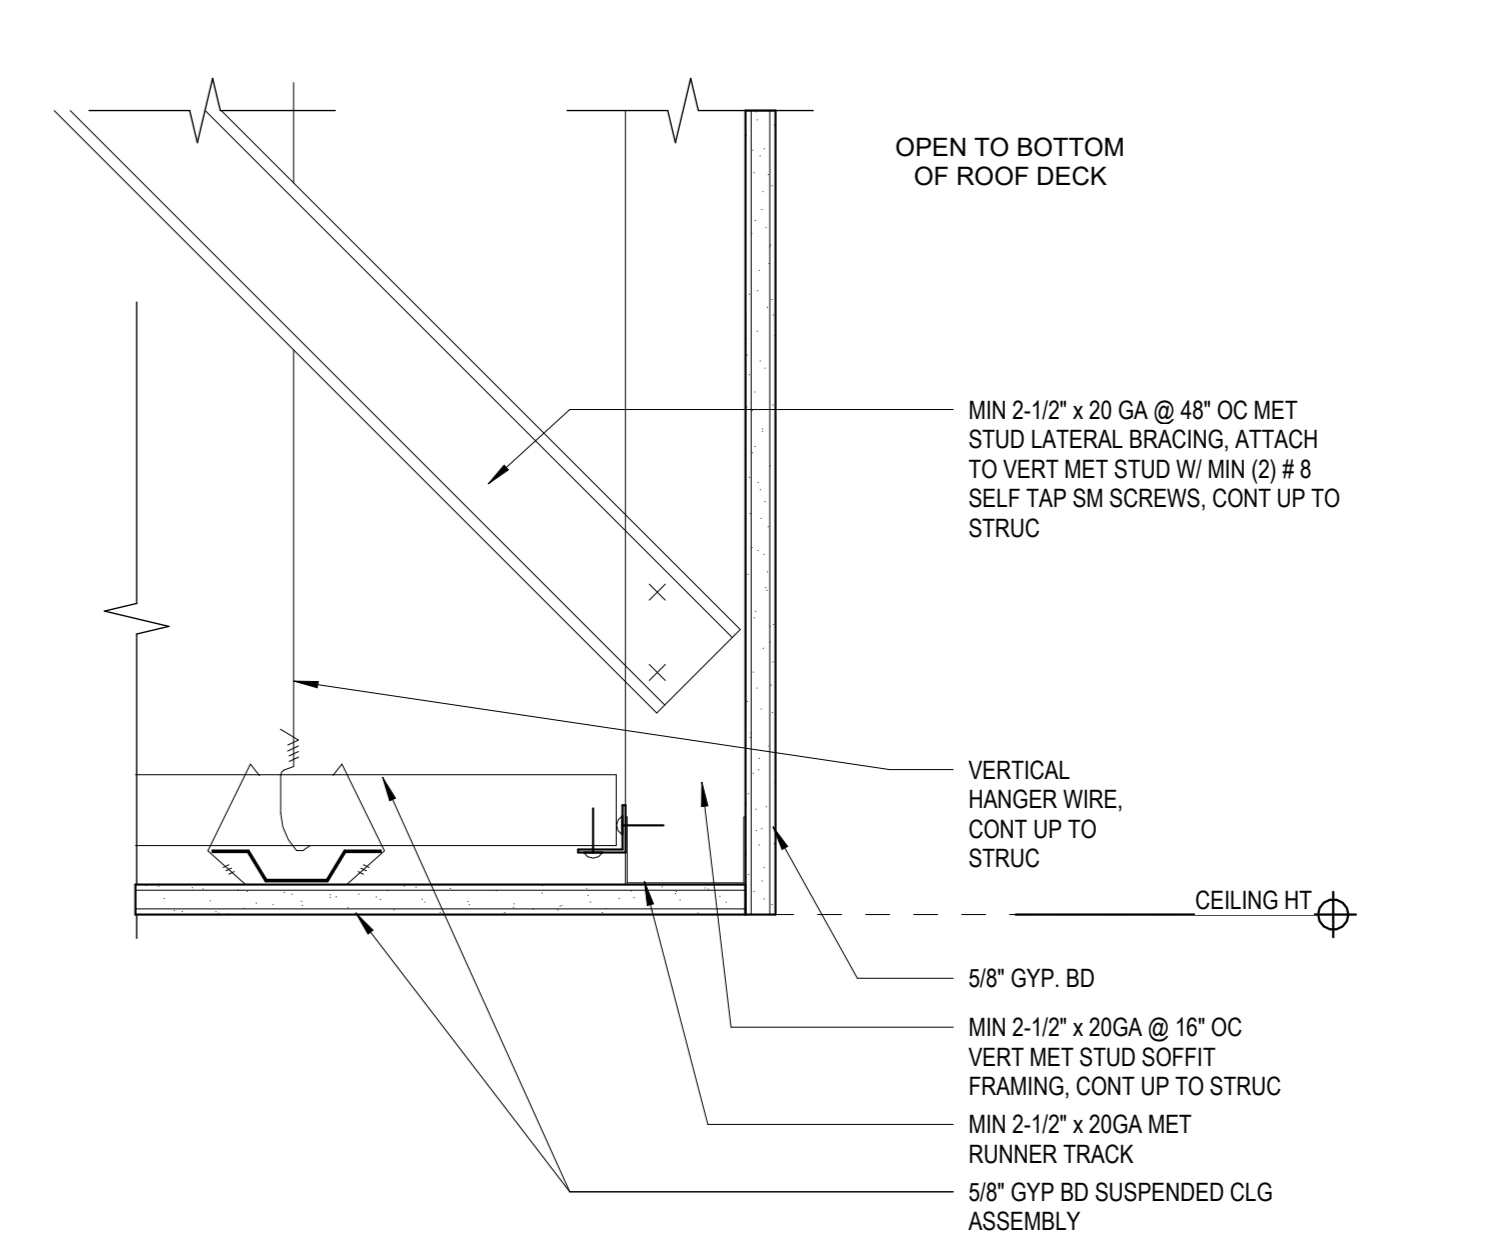 OPEN TO BOTTOM
OF ROOF DECK
MIN 2-1/2" x 20 GA @ 48" OC MET
STUD LATERAL BRACING, ATTACH
TO VERT MET STUD W/ MIN (2) # 8
SELF TAP SM SCREWS, CONT UP TO
STRUC
VERTICAL
HANGER WIRE,
CONT UP TO
STRUC
CEILING HT
5/8" GYP. BD
MIN 2-1/2" x 20GA @ 16" OC
VERT MET STUD SOFFIT
FRAMING, CONT UP TO STRUC
MIN 2-1/2" x 20GA MET
RUNNER TRACK
5/8" GYP BD SUSPENDED CLG
ASSEMBLY